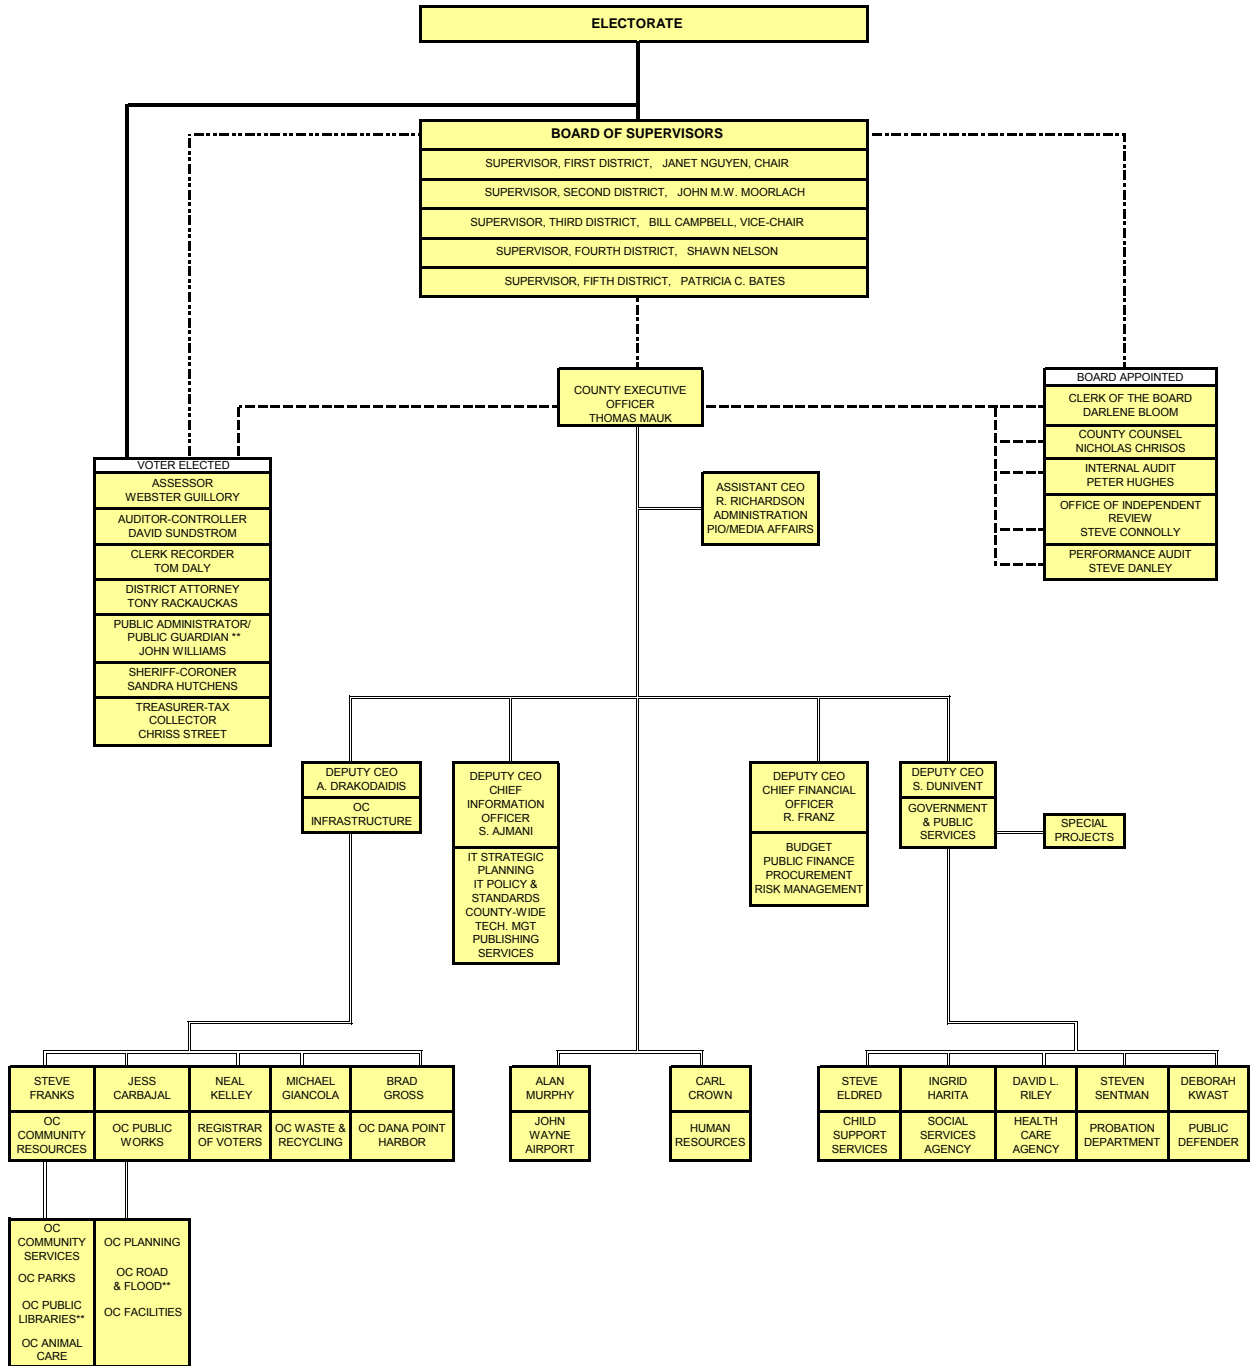 ELECTORATE
BOARD OF SUPERVISORS
SUPERVISOR, FIRST DISTRICT, JANET NGUYEN, CHAIR
SUPERVISOR, SECOND DISTRICT, JOHN M.W. MOORLACH
SUPERVISOR, THIRD DISTRICT, BILL CAMPBELL, VICE-CHAIR
SUPERVISOR, FOURTH DISTRICT, SHAWN NELSON
SUPERVISOR, FIFTH DISTRICT, PATRICIA C. BATES
COUNTY EXECUTIVE
OFFICER
THOMAS MAUK
BOARD APPOINTED
CLERK OF THE BOARD
DARLENE BLOOM
COUNTY COUNSEL
NICHOLAS CHRISOS
INTERNAL AUDIT
PETER HUGHES
OFFICE OF INDEPENDENT
REVIEW
STEVE CONNOLLY
PERFORMANCE AUDIT
STEVE DANLEY
VOTER ELECTED
ASSESSOR
WEBSTER GUILLORY
AUDITOR-CONTROLLER
DAVID SUNDSTROM
CLERK RECORDER
TOM DALY
DISTRICT ATTORNEY
TONY RACKAUCKAS
PUBLIC ADMINISTRATOR/
PUBLIC GUARDIAN **
JOHN WILLIAMS
SHERIFF-CORONER
SANDRA HUTCHENS
TREASURER-TAX
COLLECTOR
CHRISS STREET
ASSISTANT CEO
R. RICHARDSON
ADMINISTRATION
PIO/MEDIA AFFAIRS
DEPUTY CEO
A. DRAKODAIDIS
OC
INFRASTRUCTURE
DEPUTY CEO
CHIEF
INFORMATION
OFFICER
S. AJMANI
IT STRATEGIC
PLANNING
IT POLICY &
STANDARDS
COUNTY-WIDE
TECH. MGT
PUBLISHING
SERVICES
DEPUTY CEO
CHIEF FINANCIAL
OFFICER
R. FRANZ
BUDGET
PUBLIC FINANCE
PROCUREMENT
RISK MANAGEMENT
DEPUTY CEO
S. DUNIVENT
GOVERNMENT
& PUBLIC
SERVICES
SPECIAL
PROJECTS
STEVE
FRANKS
OC
COMMUNITY
RESOURCES
JESS
CARBAJAL
OC PUBLIC
WORKS
NEAL
KELLEY
REGISTRAR
OF VOTERS
MICHAEL
GIANCOLA
OC WASTE &
RECYCLING
BRAD
GROSS
OC DANA POINT
HARBOR
ALAN
MURPHY
JOHN
WAYNE
AIRPORT
CARL
CROWN
HUMAN
RESOURCES
STEVE
ELDRED
CHILD
SUPPORT
SERVICES
INGRID
HARITA
SOCIAL
SERVICES
AGENCY
DAVID L.
RILEY
HEALTH
CARE
AGENCY
STEVEN
SENTMAN
PROBATION
DEPARTMENT
DEBORAH
KWAST
PUBLIC
DEFENDER
OC
COMMUNITY
SERVICES
OC PARKS
OC PUBLIC
LIBRARIES**
OC ANIMAL
CARE
OC PLANNING
OC ROAD
& FLOOD**
OC FACILITIES